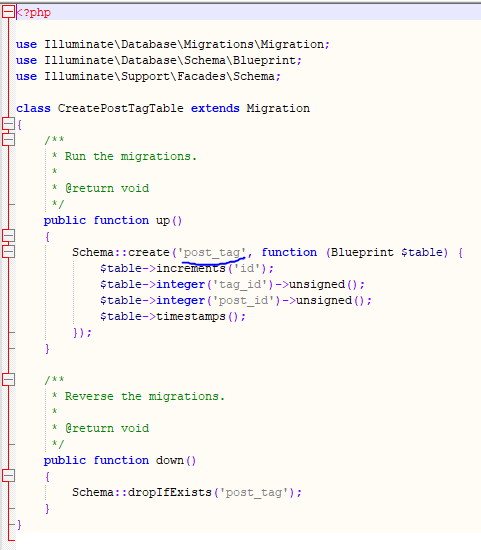 <?php
use Illuminate\Database\Migrations\Migration;
use Illuminate\Database\Schema\Blueprint;
use Illuminate\Support\Facades\Schema;
class CreatePostTagTable extends Migration
{
/**
* Run the migrations.
*
* @return void
*/
public function up()
{
Schema::create('post_tag', function (Blueprint $table) {
$table->increments('id');
$table->integer('tag_id')->unsigned();
$table->integer('post_id')->unsigned();
$table->timestamps();
});
}
/**
* Reverse the migrations.
*
* @return void
*/
public function down()
{
Schema::dropIfExists('post_tag');
}
}